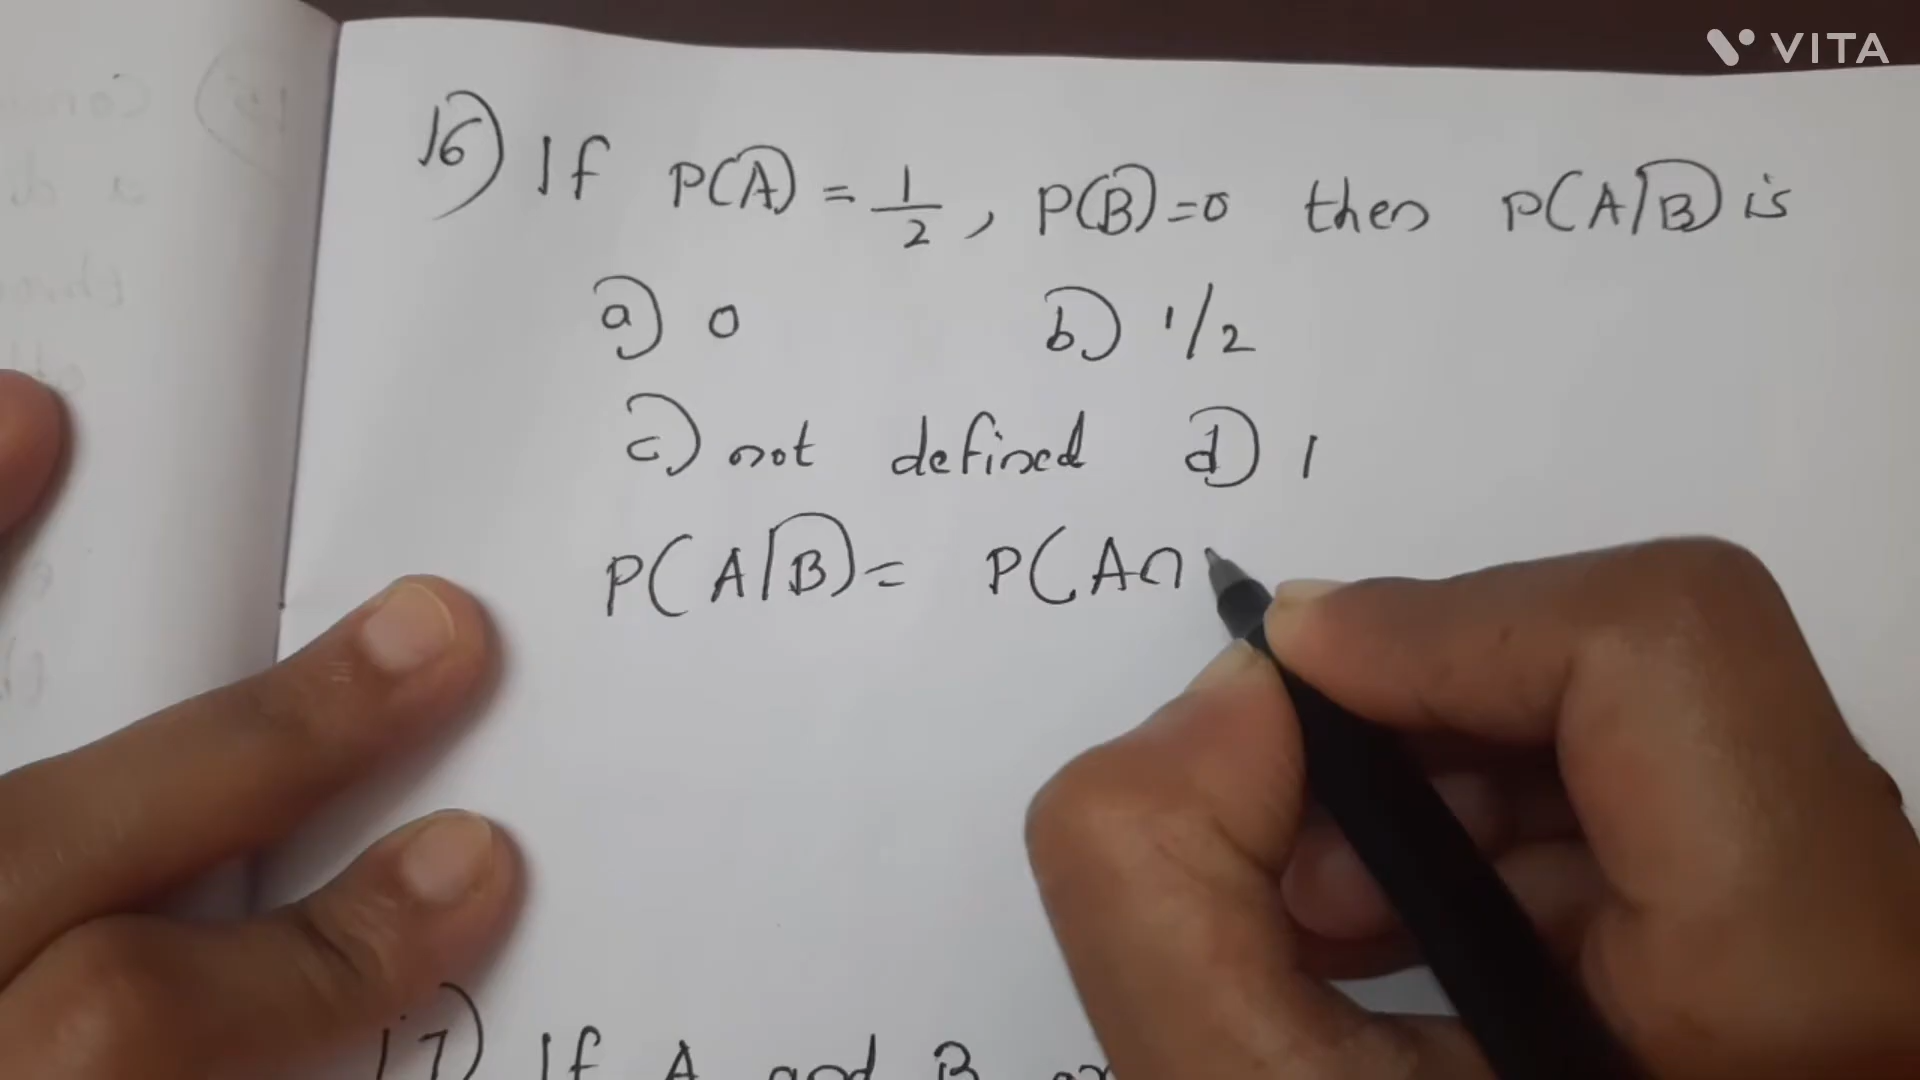 VITA
16) If P(A) = 1/2, P(B)=0 then P(A|B) is
a) 0 b) 1/2
c) not defined d) 1
P(A|B) = P(A∩
17) If A and B